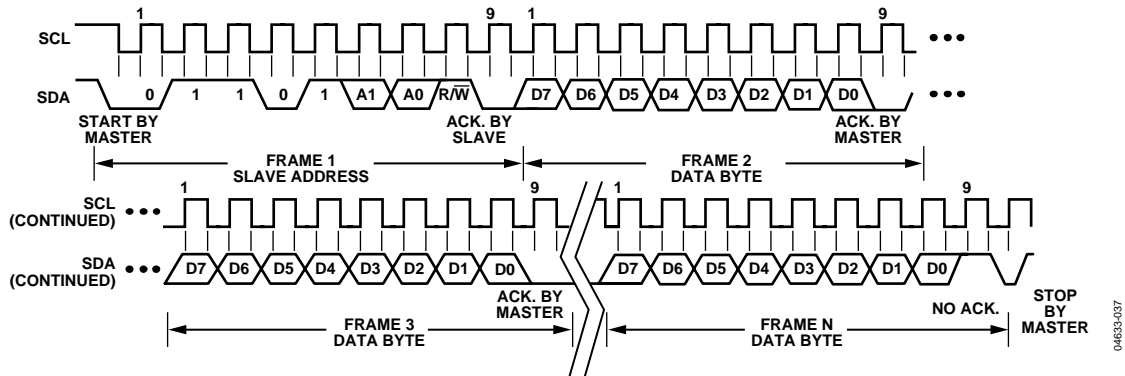 1 9 1 9
SCL
SDA 0 1 1 0 1 A1 A0 R/W̅ D7 D6 D5 D4 D3 D2 D1 D0
START BY MASTER
ACK. BY SLAVE
ACK. BY MASTER
FRAME 1
SLAVE ADDRESS
FRAME 2
DATA BYTE
1 9 1 9
SCL
(CONTINUED)
SDA
(CONTINUED)
D7 D6 D5 D4 D3 D2 D1 D0 D7 D6 D5 D4 D3 D2 D1 D0
ACK. BY
MASTER
NO ACK.
STOP
BY
MASTER
FRAME 3
DATA BYTE
FRAME N
DATA BYTE
04633-037